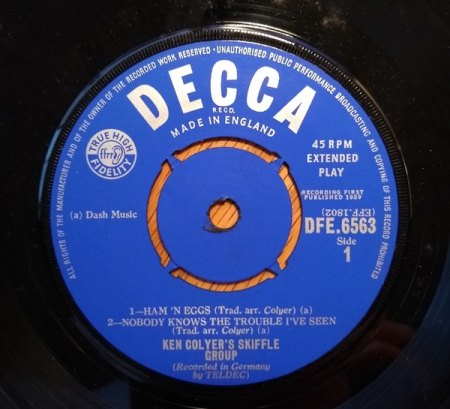 ALL RIGHTS OF THE MANUFACTURER AND OF THE OWNER OF THE RECORDED WORK RESERVED • UNAUTHORISED PUBLIC PERFORMANCE BROADCASTING AND COPYING OF THIS RECORD PROHIBITED
DECCA
REGD.
MADE IN ENGLAND
TRUE HIGH
ffrr
FIDELITY
45 RPM
EXTENDED
PLAY
RECORDING FIRST
PUBLISHED 1959
(a) Dash Music
(EFF.1802)
DFE.6563
Side
1
1—HAM 'N EGGS (Trad. arr. Colyer) (a)
2—NOBODY KNOWS THE TROUBLE I'VE SEEN
(Trad. arr. Colyer) (a)
KEN COLYER'S SKIFFLE
GROUP
(Recorded in Germany
by TELDEC)